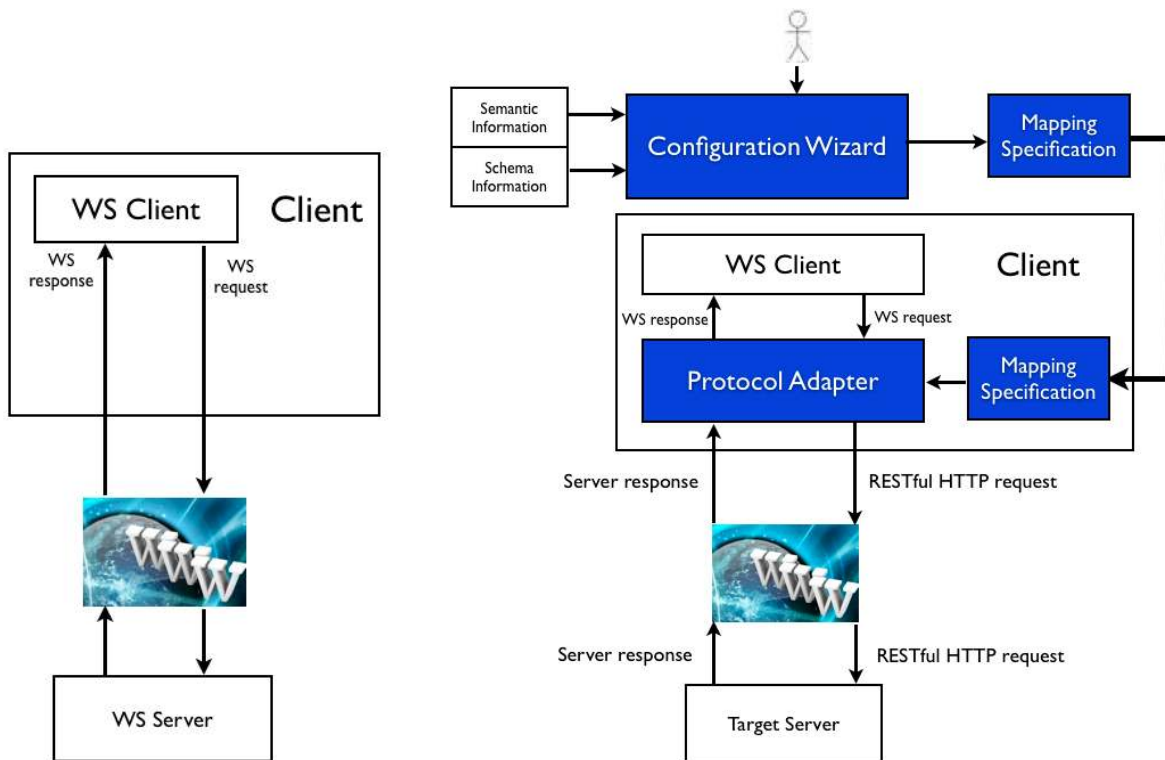 WS Client
Client
WS
response
WS
request
WWW
WS Server
Semantic
Information
Schema
Information
Configuration Wizard
Mapping
Specification
WS Client
Client
WS response
WS request
Protocol Adapter
Mapping
Specification
Server response
RESTful HTTP request
WWW
Server response
RESTful HTTP request
Target Server